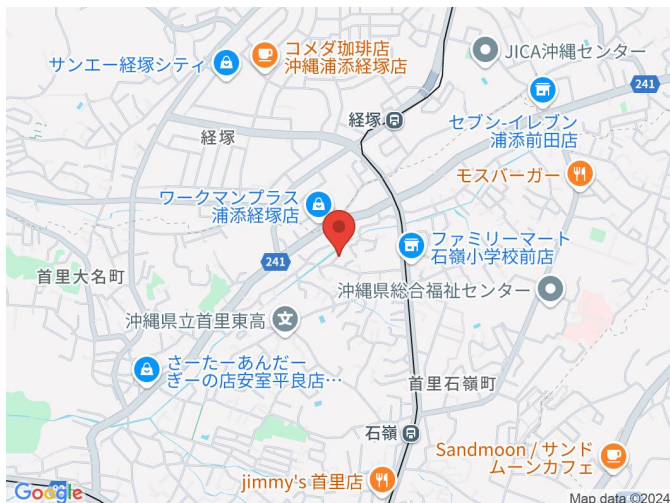 コメダ珈琲店
沖縄浦添経塚店
サンエー経塚シティ
JICA沖縄センター
241
経塚
経塚
セブン-イレブン
浦添前田店
モスバーガー
ワークマンプラス
浦添経塚店
ファミリーマート
石嶺小学校前店
241
首里大名町
沖縄県総合福祉センター
沖縄県立首里東高
文
さーたーあんだー
ぎーの店安室平良店…
首里石嶺町
石嶺
Sandmoon / サンド
ムーンカフェ
jimmy's 首里店
Google
Map data ©2024